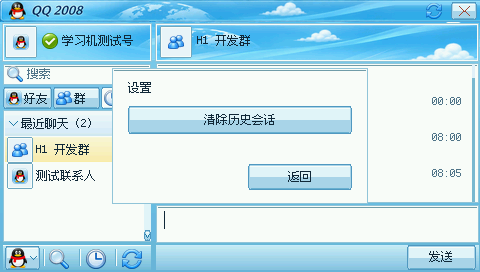 QQ 2008
学习机测试号
H1 开发群
搜索
好友
群
最近聊天 (2)
H1 开发群
测试联系人
设置
清除历史会话
返回
00:00
08:00
08:05
发送